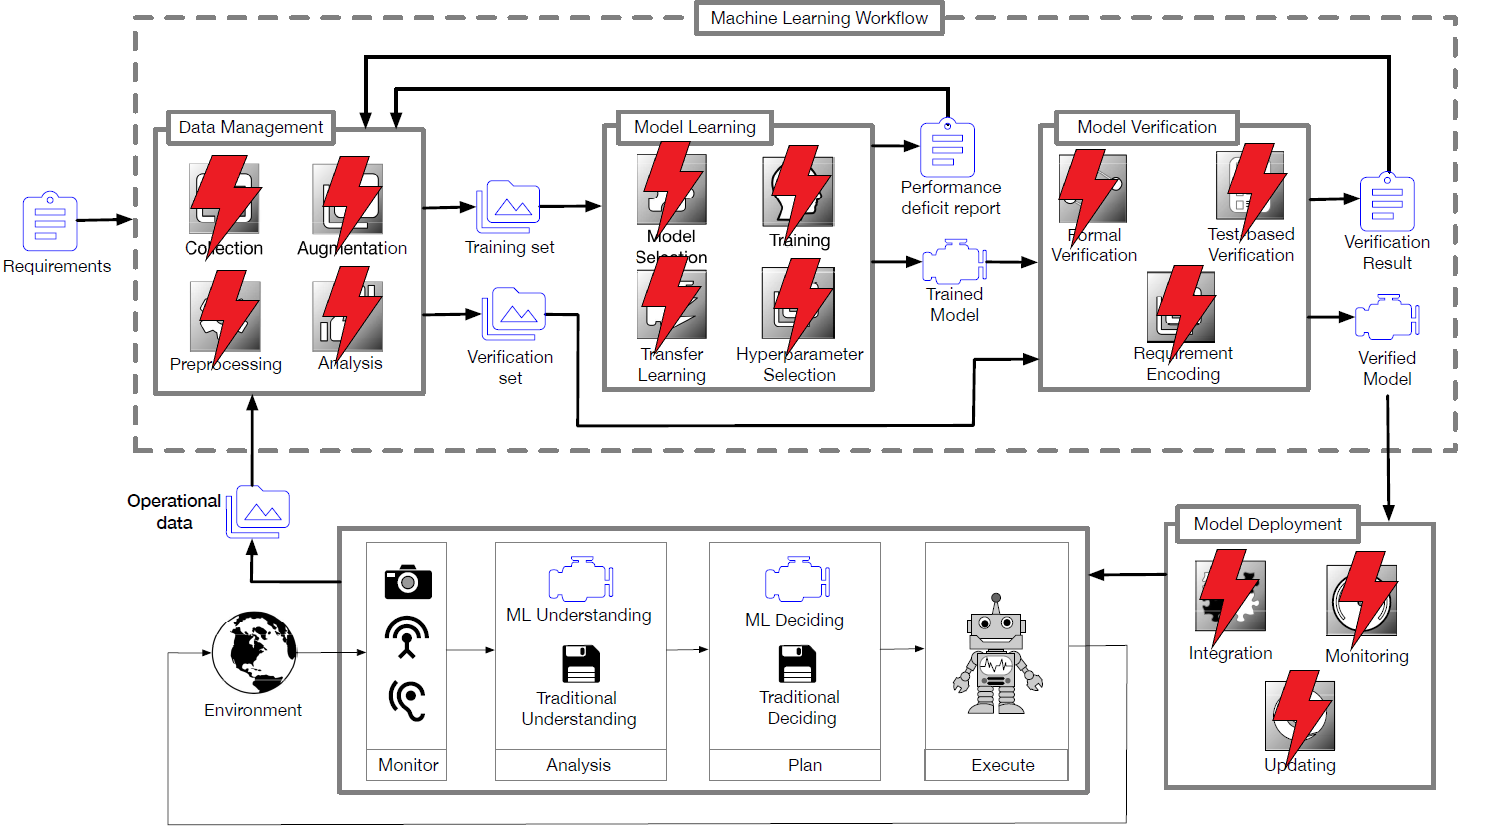 Machine Learning Workflow
Data Management
Model Learning
Model Verification
Collection
Augmentation
Preprocessing
Analysis
Requirements
Training set
Verification
set
Model
Selection
Training
Transfer
Learning
Hyperparameter
Selection
Performance
deficit report
Trained
Model
Formal
Verification
Test-based
Verification
Requirement
Encoding
Verification
Result
Verified
Model
Operational
data
Model Deployment
Integration
Monitoring
Updating
Environment
ML Understanding
Traditional
Understanding
ML Deciding
Traditional
Deciding
Monitor
Analysis
Plan
Execute